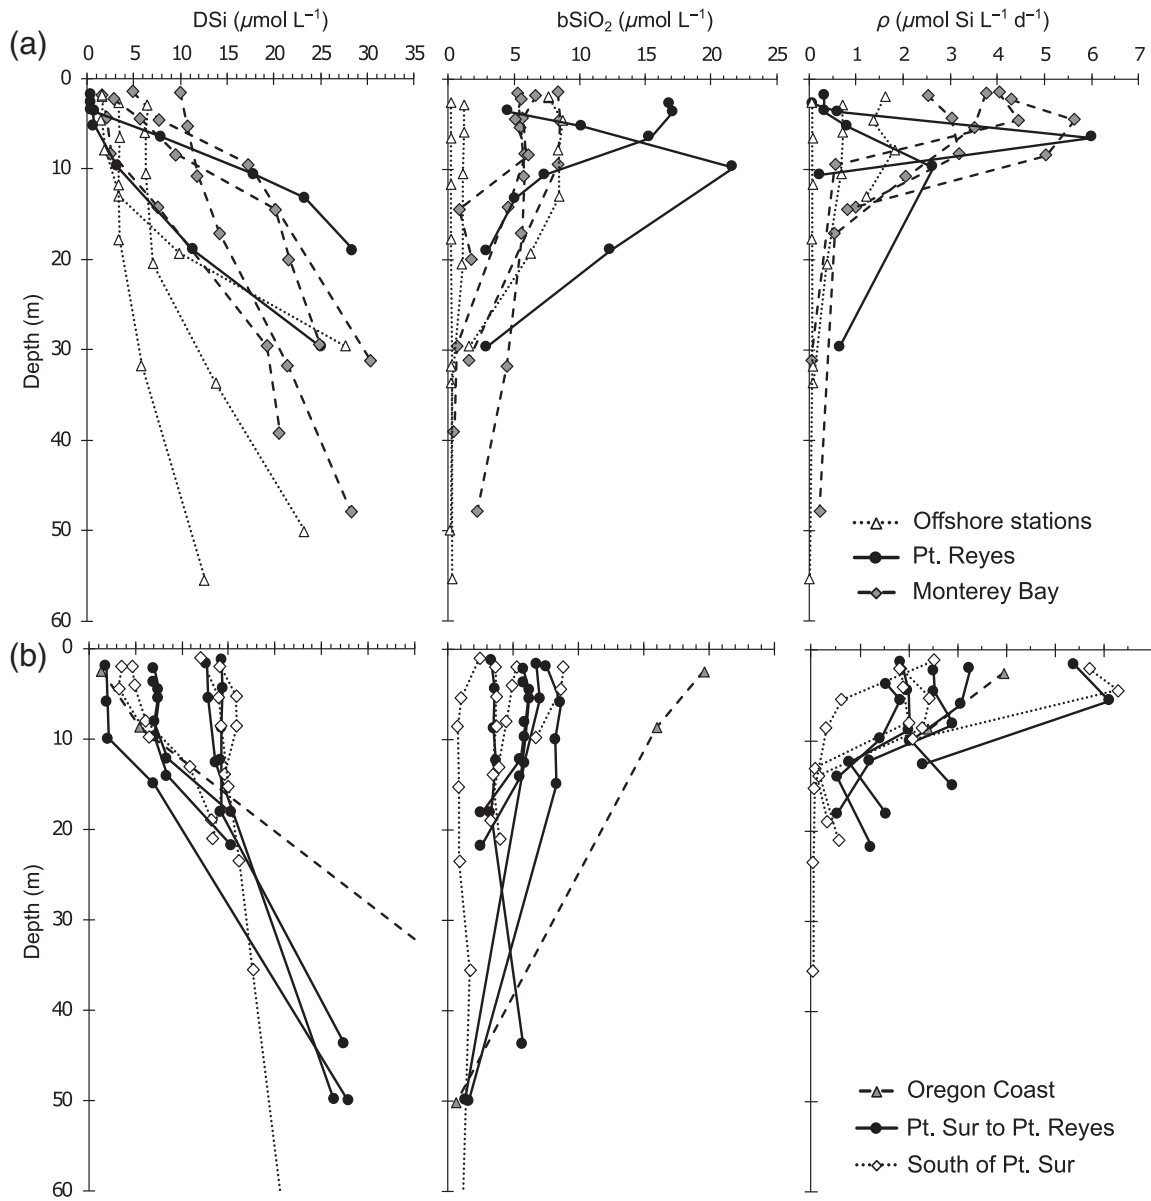 DSi (µmol L⁻¹) bSiO₂ (µmol L⁻¹) ρ (µmol Si L⁻¹ d⁻¹)
(a)
0 5 10 15 20 25 30 35 0 5 10 15 20 25 0 1 2 3 4 5 6 7
0
10
20
30
40
50
60
Depth (m)
Offshore stations
Pt. Reyes
Monterey Bay
(b)
0
10
20
30
40
50
60
Depth (m)
Oregon Coast
Pt. Sur to Pt. Reyes
South of Pt. Sur